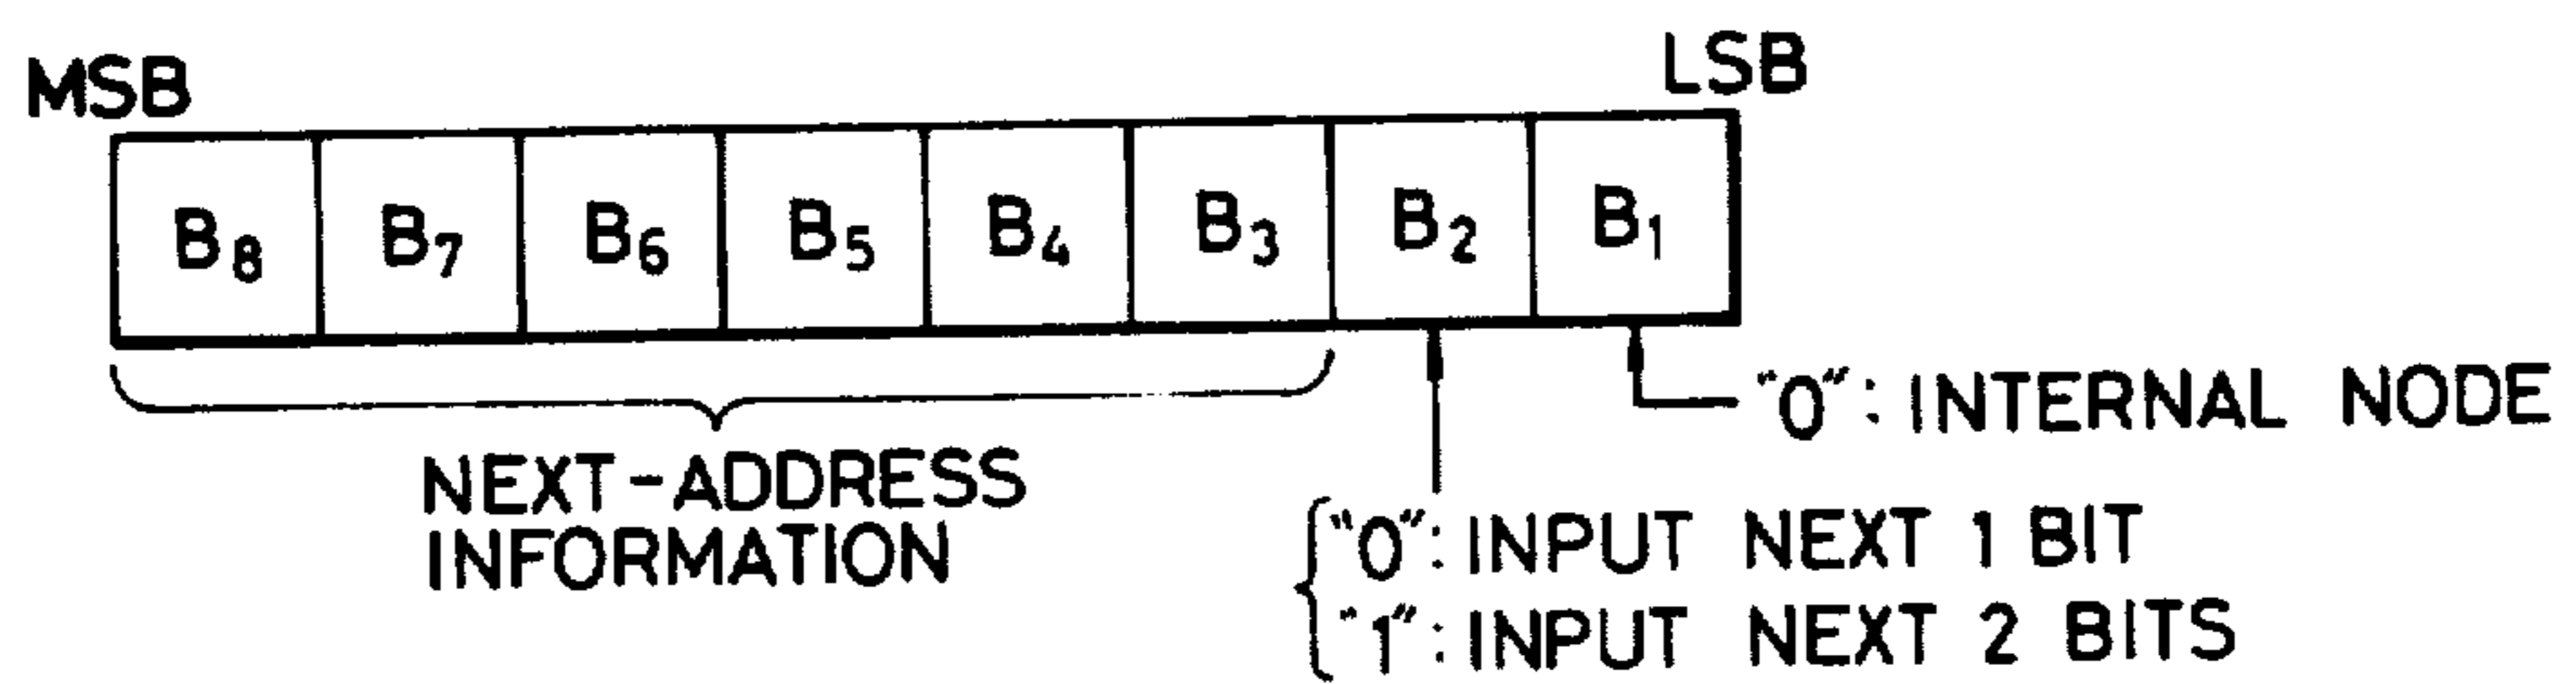 MSB LSB
B8 B7 B6 B5 B4 B3 B2 B1
"0": INTERNAL NODE
NEXT-ADDRESS
INFORMATION
"0": INPUT NEXT 1 BIT
"1": INPUT NEXT 2 BITS